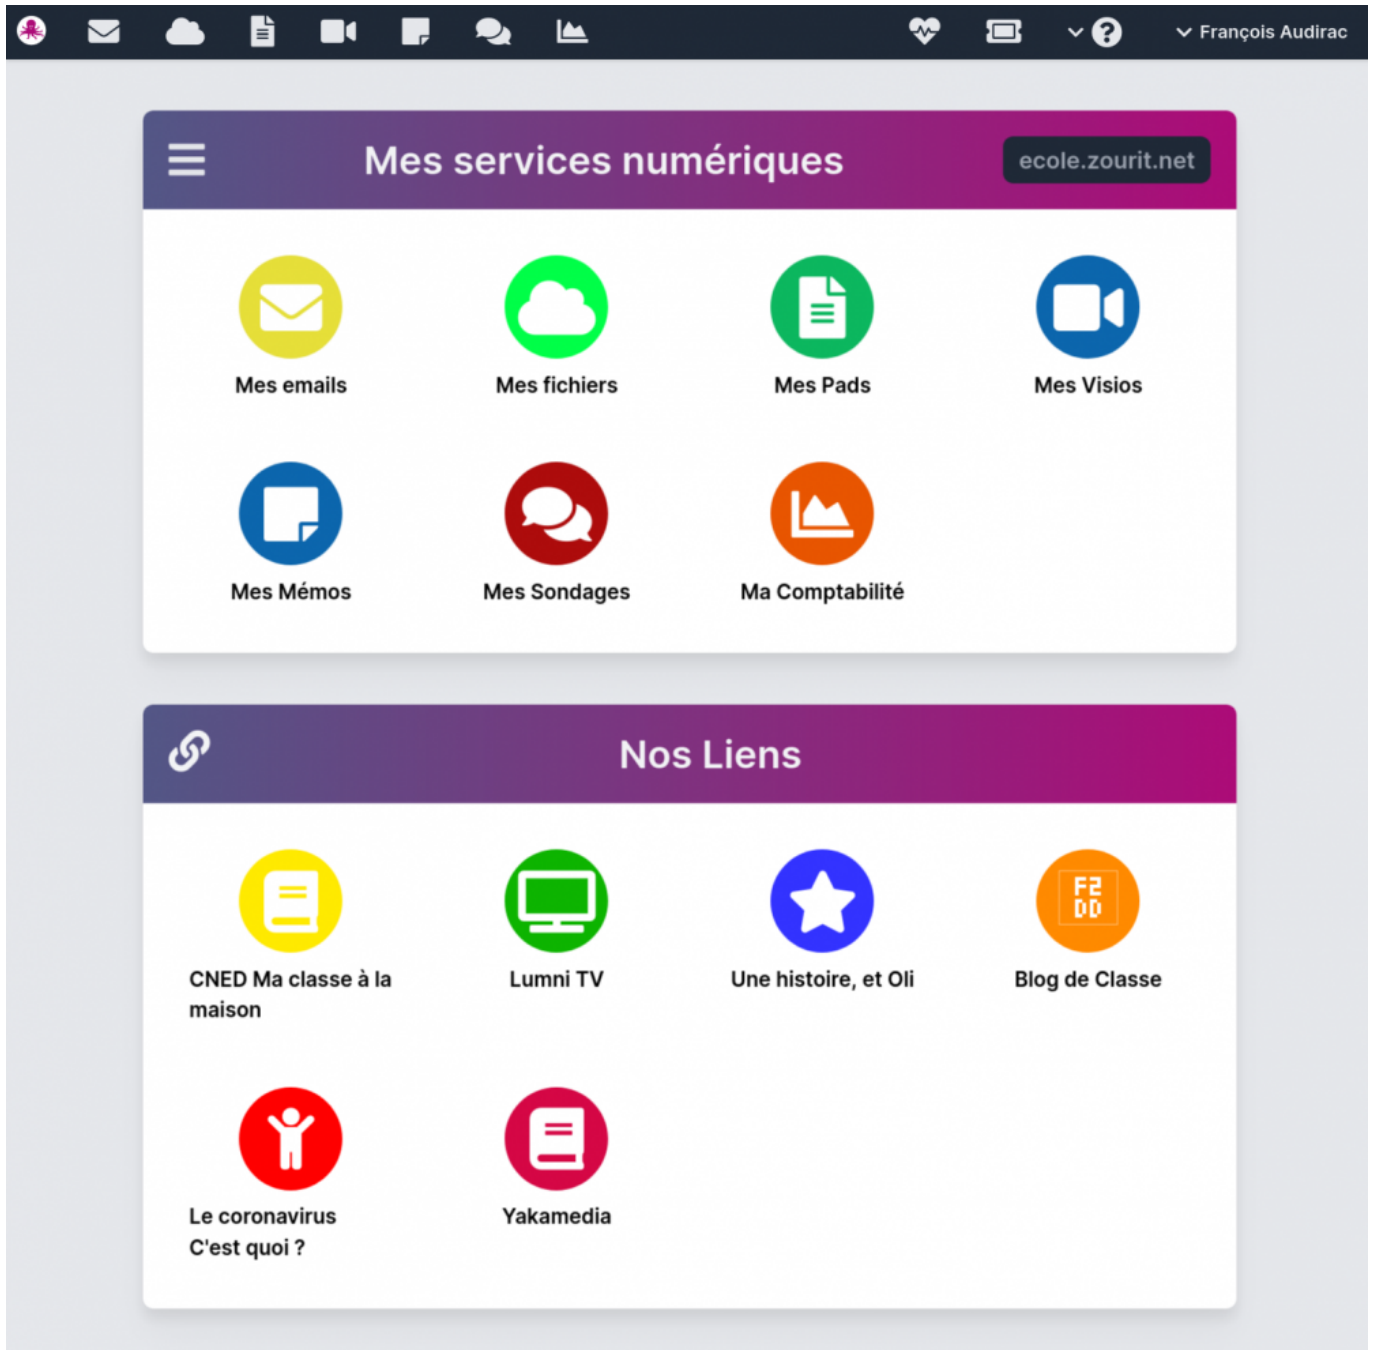 François Audirac
Mes services numériques
ecole.zourit.net
Mes emails
Mes fichiers
Mes Pads
Mes Visios
Mes Mémos
Mes Sondages
Ma Comptabilité
Nos Liens
F2
DD
CNED Ma classe à la
maison
Lumni TV
Une histoire, et Oli
Blog de Classe
Le coronavirus
C'est quoi ?
Yakamedia